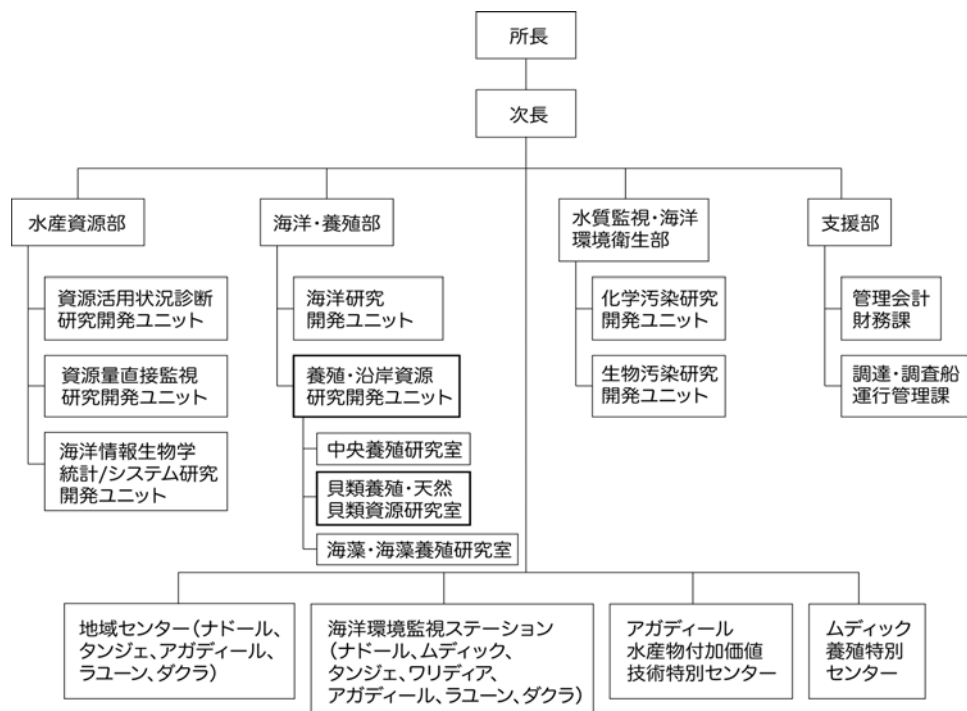 所長
次長
水産資源部
海洋・養殖部
水質監視・海洋
環境衛生部
支援部
資源活用状況診断
研究開発ユニット
資源量直接監視
研究開発ユニット
海洋情報生物学
統計/システム研究
開発ユニット
海洋研究
開発ユニット
養殖・沿岸資源
研究開発ユニット
中央養殖研究室
貝類養殖・天然
貝類資源研究室
海藻・海藻養殖研究室
化学汚染研究
開発ユニット
生物汚染研究
開発ユニット
管理会計
財務課
調達・調査船
運行管理課
地域センター（ナドール、
タンジェ、アガディール、
ラユーン、ダクラ）
海洋環境監視ステーション
（ナドール、ムディック、
タンジェ、ワリディア、
アガディール、ラユーン、ダクラ）
アガディール
水産物付加価値
技術特別センター
ムディック
養殖特別
センター